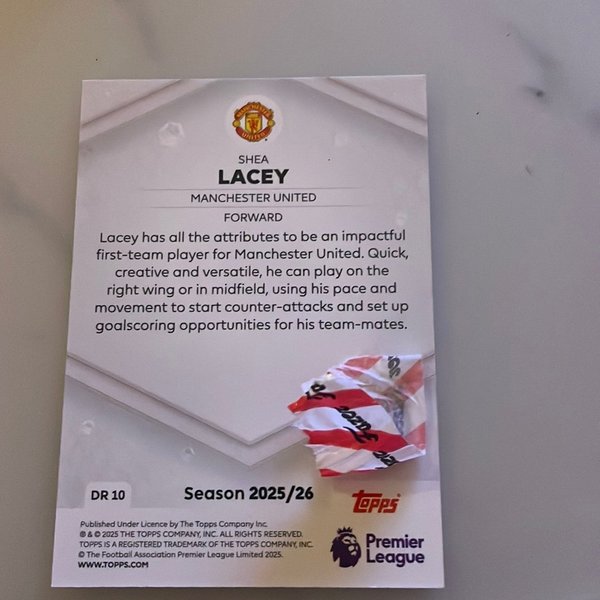 MANCHESTER
UNITED
SHEA
LACEY
MANCHESTER UNITED
FORWARD
Lacey has all the attributes to be an impactful
first-team player for Manchester United. Quick,
creative and versatile, he can play on the
right wing or in midfield, using his pace and
movement to start counter-attacks and set up
goalscoring opportunities for his team-mates.
DR 10
Season 2025/26
topps
Published Under Licence by The Topps Company Inc.
® & © 2025 THE TOPPS COMPANY, INC. ALL RIGHTS RESERVED.
TOPPS IS A REGISTERED TRADEMARK OF THE TOPPS COMPANY, INC.
© The Football Association Premier League Limited 2025.
WWW.TOPPS.COM
Premier
League